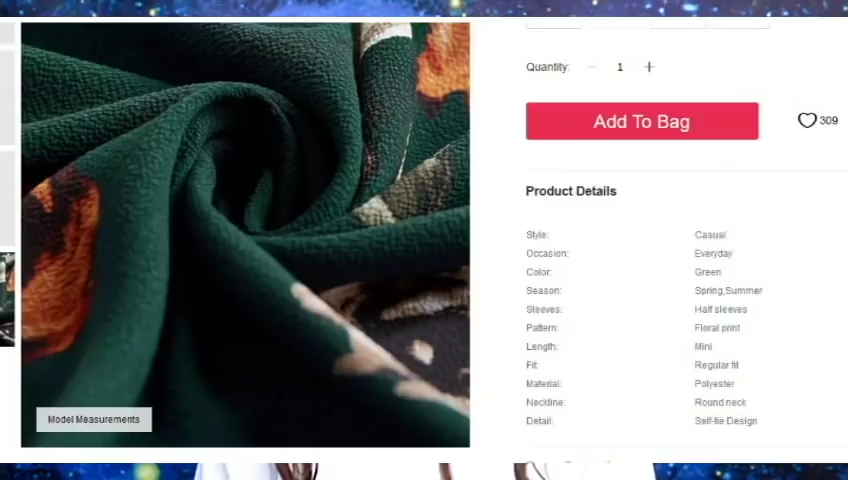 Quantity: 1
Add To Bag
309
Product Details
Style: Casual
Occasion: Everyday
Color: Green
Season: Spring,Summer
Sleeves: Half sleeves
Pattern: Floral print
Length: Mini
Fit: Regular fit
Material: Polyester
Neckline: Round neck
Detail: Self-tie Design
Model Measurements